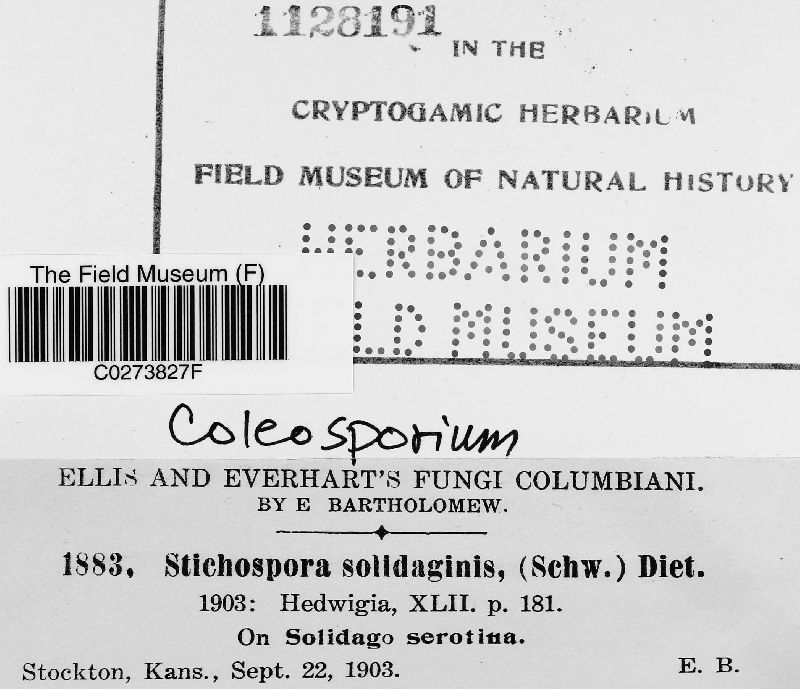 1128191
IN THE
CRYPTOGAMIC HERBARIUM
FIELD MUSEUM OF NATURAL HISTORY
HERBARIUM
LD MUSEUM
The Field Museum (F)
C0273827F
Coleosporium
ELLIS AND EVERHART'S FUNGI COLUMBIANI.
BY E BARTHOLOMEW.
1883. Stichospora solidaginis, (Schw.) Diet.
1903: Hedwigia, XLII. p. 181.
On Solidago serotina.
Stockton, Kans., Sept. 22, 1903. E. B.